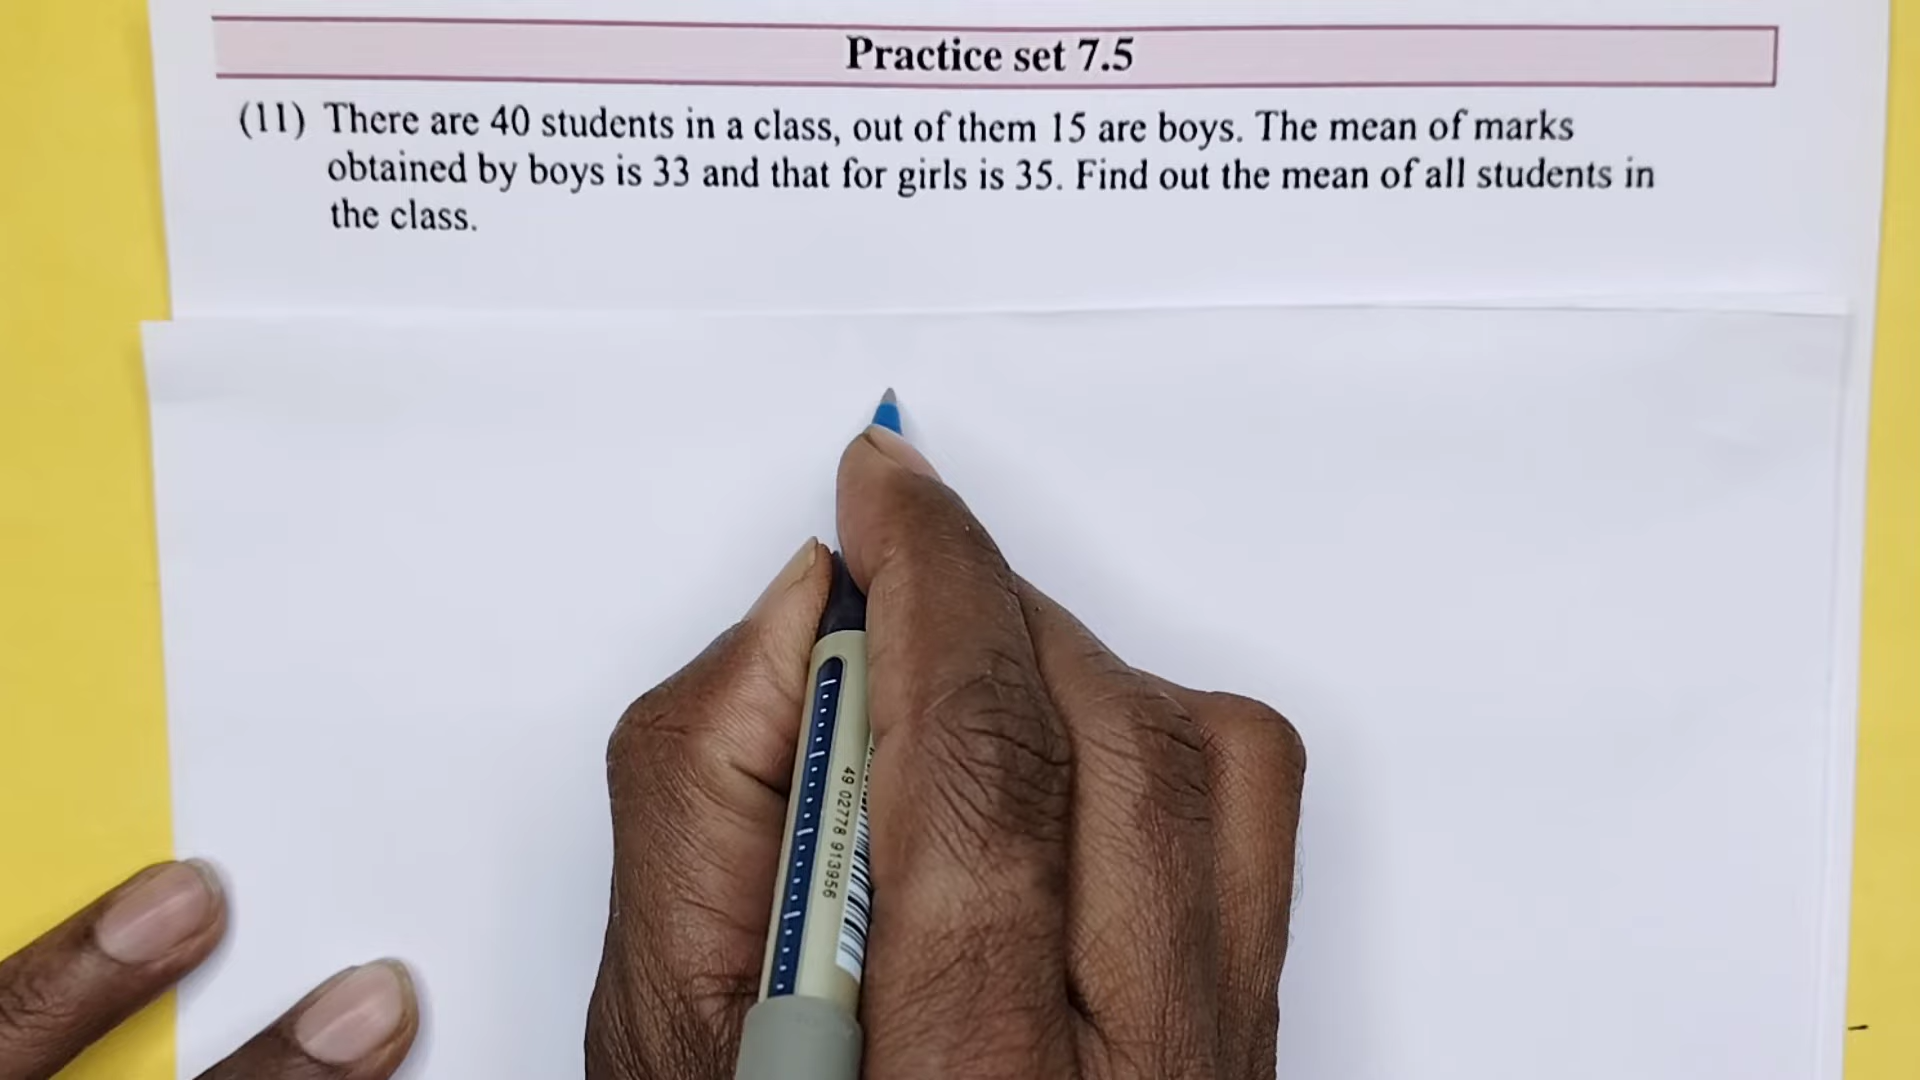 Practice set 7.5
(11) There are 40 students in a class, out of them 15 are boys. The mean of marks
obtained by boys is 33 and that for girls is 35. Find out the mean of all students in
the class.
49 02778 913956